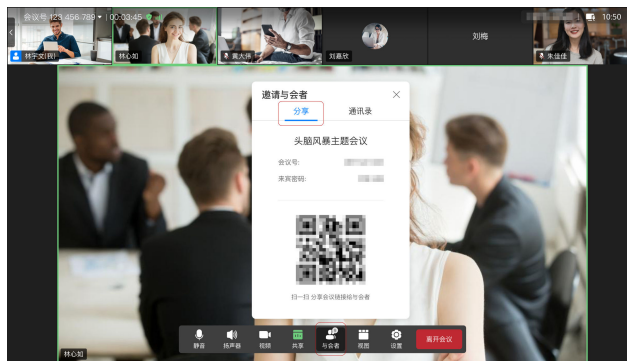 会议号 123 456 789 | 00:03:45
10:50
林宇文(我)
林心如
黄大伟
刘嘉欣
刘梅
朱佳佳
邀请与会者
分享
通讯录
头脑风暴主题会议
会议号:
来宾密码:
扫一扫 分享会议链接给与会者
静音
扬声器
视频
共享
与会者
视图
设置
离开会议
林心如